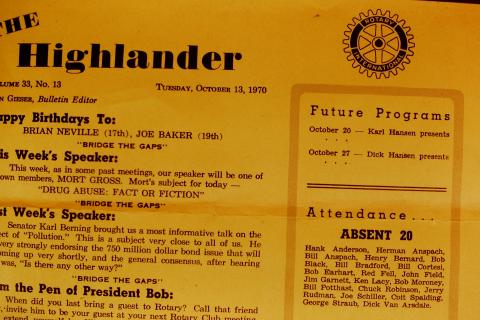 THE
Highlander
ROTARY
INTERNATIONAL
VOLUME 33, No. 13 TUESDAY, OCTOBER 13, 1970
N GIESER, Bulletin Editor
appy Birthdays To:
BRIAN NEVILLE (17th), JOE BAKER (19th)
"BRIDGE THE GAPS"
is Week's Speaker:
This week, as in some past meetings, our speaker will be one of
own members, MORT GROSS. Mort's subject for today —
"DRUG ABUSE: FACT OR FICTION"
"BRIDGE THE GAPS"
st Week's Speaker:
Senator Karl Berning brought us a most informative talk on the
ect of "Pollution." This is a subject very close to all of us. He
very strongly endorsing the 750 million dollar bond issue that will
oming up very shortly, and the general consensus, after hearing
was, "Is there any other way?"
"BRIDGE THE GAPS"
m the Pen of President Bob:
When did you last bring a guest to Rotary? Call that friend
invite him to be your guest at your next Rotary Club meeting
Future Programs
October 20 — Karl Hansen presents
. . .
October 27 — Dick Hansen presents
. . .
Attendance . . .
ABSENT 20
Hank Anderson, Herman Anspach,
Bill Anspach, Henry Bernard, Bob
Black, Bill Bradford, Bill Cortesi,
Bob Earhart, Red Fell, John Field,
Jim Garnett, Ken Lacy, Bob Moroney,
Bill Potthast, Chuck Robinson, Jerry
Rudman, Joe Schiller, Cnit Spalding,
George Straub, Dick Van Arsdale.